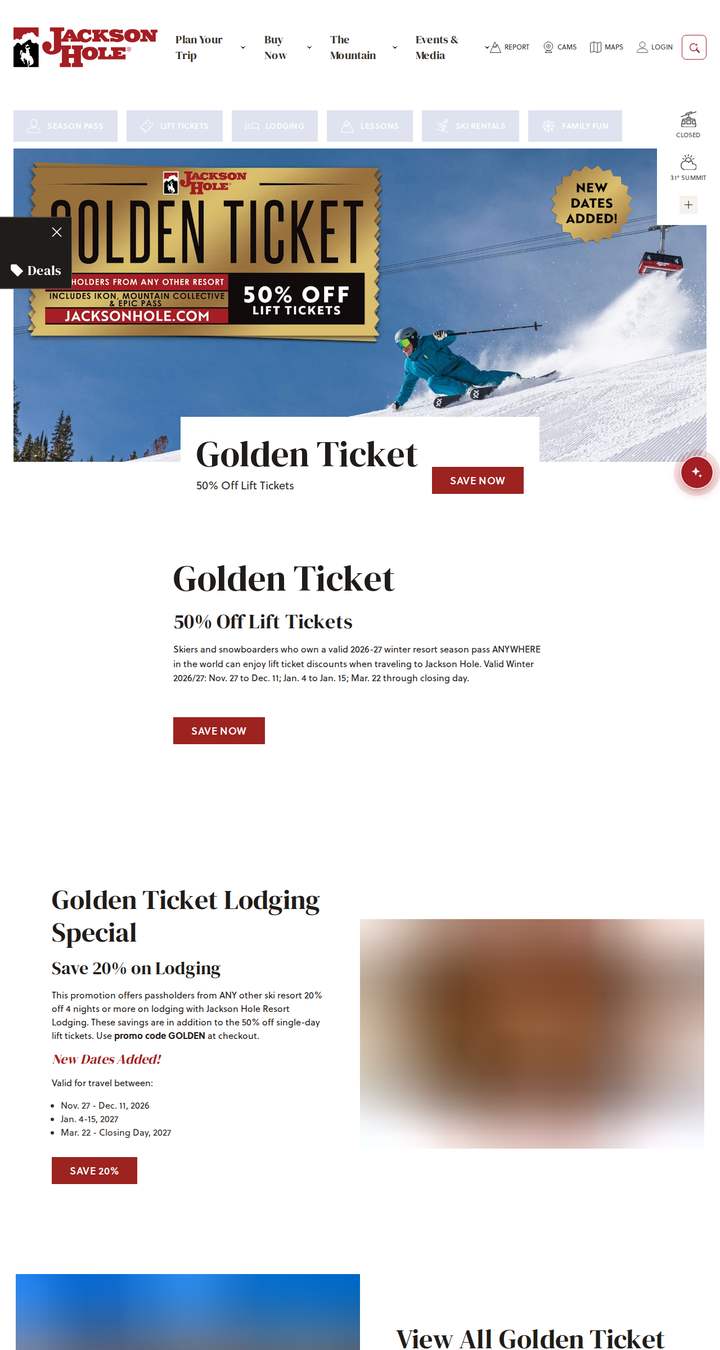 JACKSON HOLE
Plan Your Trip
Buy Now
The Mountain
Events & Media
REPORT
CAMS
MAPS
LOGIN
SEASON PASS
LIFT TICKETS
LODGING
LESSONS
SKI RENTALS
FAMILY FUN
CLOSED
31° SUMMIT
JACKSON HOLE
GOLDEN TICKET
HOLDERS FROM ANY OTHER RESORT
INCLUDES IKON, MOUNTAIN COLLECTIVE
& EPIC PASS
JACKSONHOLE.COM
50% OFF
LIFT TICKETS
NEW
DATES
ADDED!
Deals
Golden Ticket
50% Off Lift Tickets
SAVE NOW
Golden Ticket
50% Off Lift Tickets
Skiers and snowboarders who own a valid 2026-27 winter resort season pass ANYWHERE
in the world can enjoy lift ticket discounts when traveling to Jackson Hole. Valid Winter
2026/27: Nov. 27 to Dec. 11; Jan. 4 to Jan. 15; Mar. 22 through closing day.
SAVE NOW
Golden Ticket Lodging
Special
Save 20% on Lodging
This promotion offers passholders from ANY other ski resort 20%
off 4 nights or more on lodging with Jackson Hole Resort
Lodging. These savings are in addition to the 50% off single-day
lift tickets. Use promo code GOLDEN at checkout.
New Dates Added!
Valid for travel between:
Nov. 27 - Dec. 11, 2026
Jan. 4-15, 2027
Mar. 22 - Closing Day, 2027
SAVE 20%
View All Golden Ticket